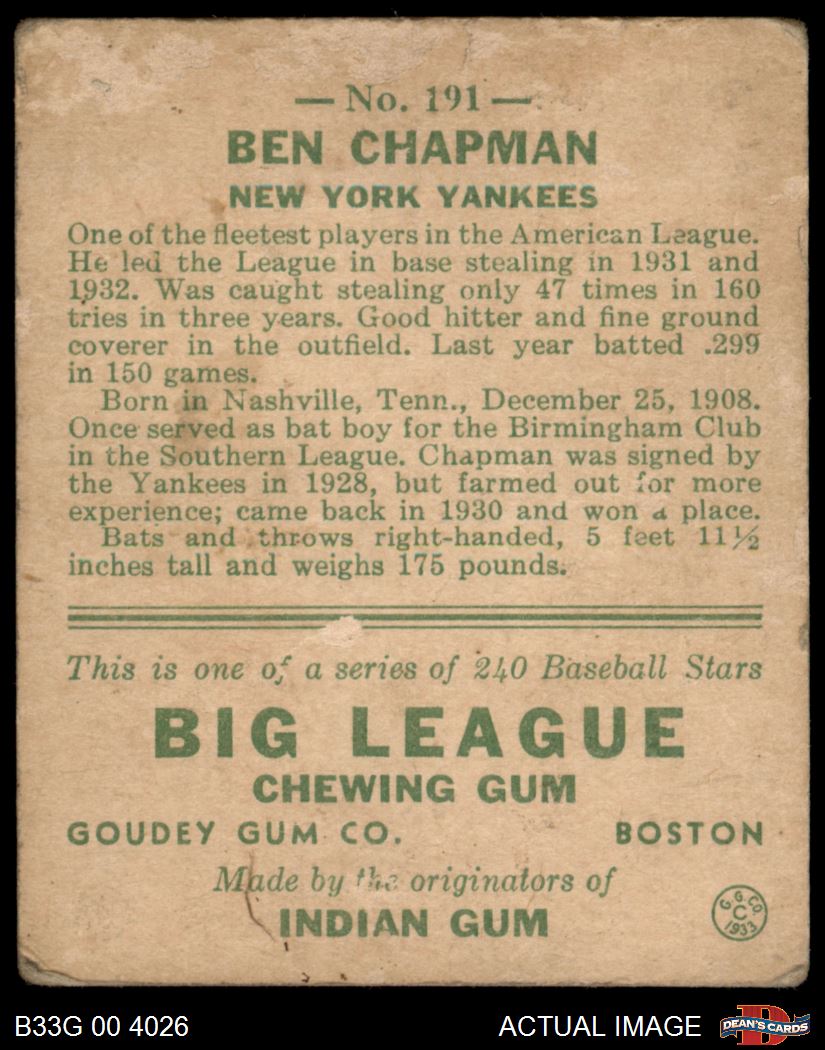 — No. 191 —
BEN CHAPMAN
NEW YORK YANKEES
One of the fleetest players in the American League.
He led the League in base stealing in 1931 and
1932. Was caught stealing only 47 times in 160
tries in three years. Good hitter and fine ground
coverer in the outfield. Last year batted .299
in 150 games.
Born in Nashville, Tenn., December 25, 1908.
Once served as bat boy for the Birmingham Club
in the Southern League. Chapman was signed by
the Yankees in 1928, but farmed out for more
experience; came back in 1930 and won a place.
Bats and throws right-handed, 5 feet 11½
inches tall and weighs 175 pounds.
This is one of a series of 240 Baseball Stars
BIG LEAGUE
CHEWING GUM
GOUDEY GUM CO. BOSTON
Made by the originators of
INDIAN GUM
G.G.CO.
C
1933
B33G 00 4026 ACTUAL IMAGE
D
DEAN'S CARDS